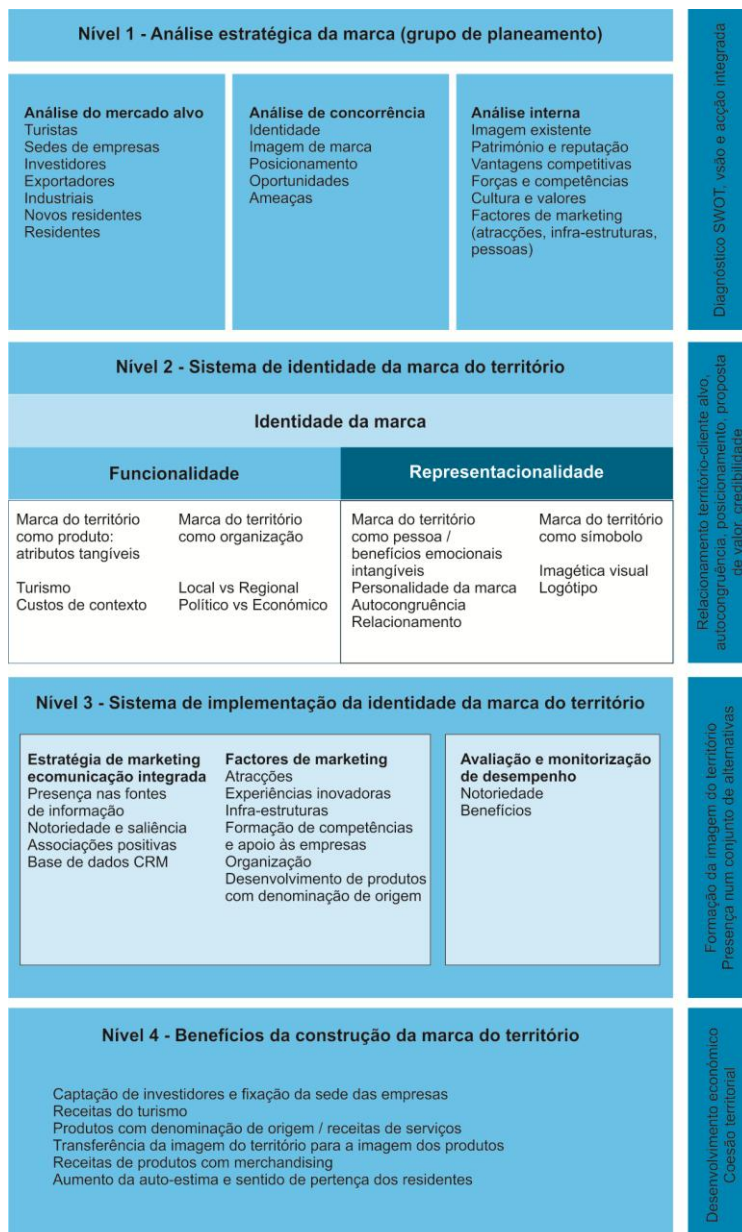 Nível 1 - Análise estratégica da marca (grupo de planeamento)
Análise do mercado alvo
Turistas
Sedes de empresas
Investidores
Exportadores
Industriais
Novos residentes
Residentes
Análise de concorrência
Identidade
Imagem de marca
Posicionamento
Oportunidades
Ameaças
Análise interna
Imagem existente
Património e reputação
Vantagens competitivas
Forças e competências
Cultura e valores
Factores de marketing
(atracções, infra-estruturas,
pessoas)
Diagnóstico SWOT, vsão e acção integrada
Nível 2 - Sistema de identidade da marca do território
Identidade da marca
Funcionalidade
Representacionalidade
Marca do território
como produto:
atributos tangíveis
Turismo
Custos de contexto
Marca do território
como organização
Local vs Regional
Político vs Económico
Marca do território
como pessoa /
benefícios emocionais
intangíveis
Personalidade da marca
Autocongruência
Relacionamento
Marca do território
como símobolo
Imagética visual
Logótipo
Relacionamento território-cliente alvo,
autocongruência, posicionamento, proposta
de valor, credibilidade
Nível 3 - Sistema de implementação da identidade da marca do território
Estratégia de marketing
ecomunicação integrada
Presença nas fontes
de informação
Notoriedade e saliência
Associações positivas
Base de dados CRM
Factores de marketing
Atracções
Experiências inovadoras
Infra-estruturas
Formação de competências
e apoio às empresas
Organização
Desenvolvimento de produtos
com denominação de origem
Avaliação e monitorização
de desempenho
Notoriedade
Benefícios
Formação da imagem do território
Presença num conjunto de alternativas
Nível 4 - Benefícios da construção da marca do território
Captação de investidores e fixação da sede das empresas
Receitas do turismo
Produtos com denominação de origem / receitas de serviços
Transferência da imagem do território para a imagem dos produtos
Receitas de produtos com merchandising
Aumento da auto-estima e sentido de pertença dos residentes
Desenvolvimento económico
Coesão territorial